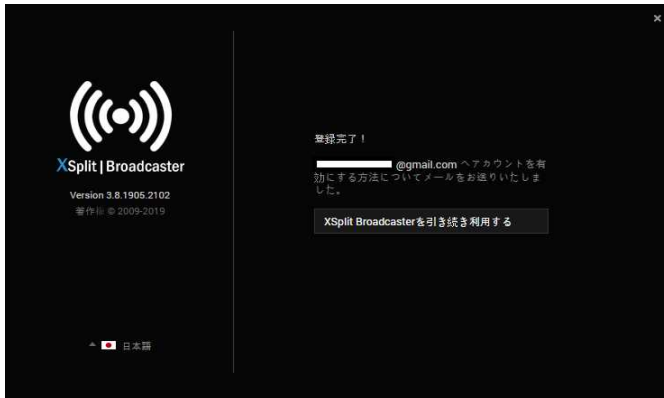 XSplit | Broadcaster
Version 3.8.1905.2102
著作権 © 2009-2019
日本語
登録完了！
@gmail.com へアカウントを有
効にする方法についてメールをお送りいたしま
した。
XSplit Broadcasterを引き続き利用する